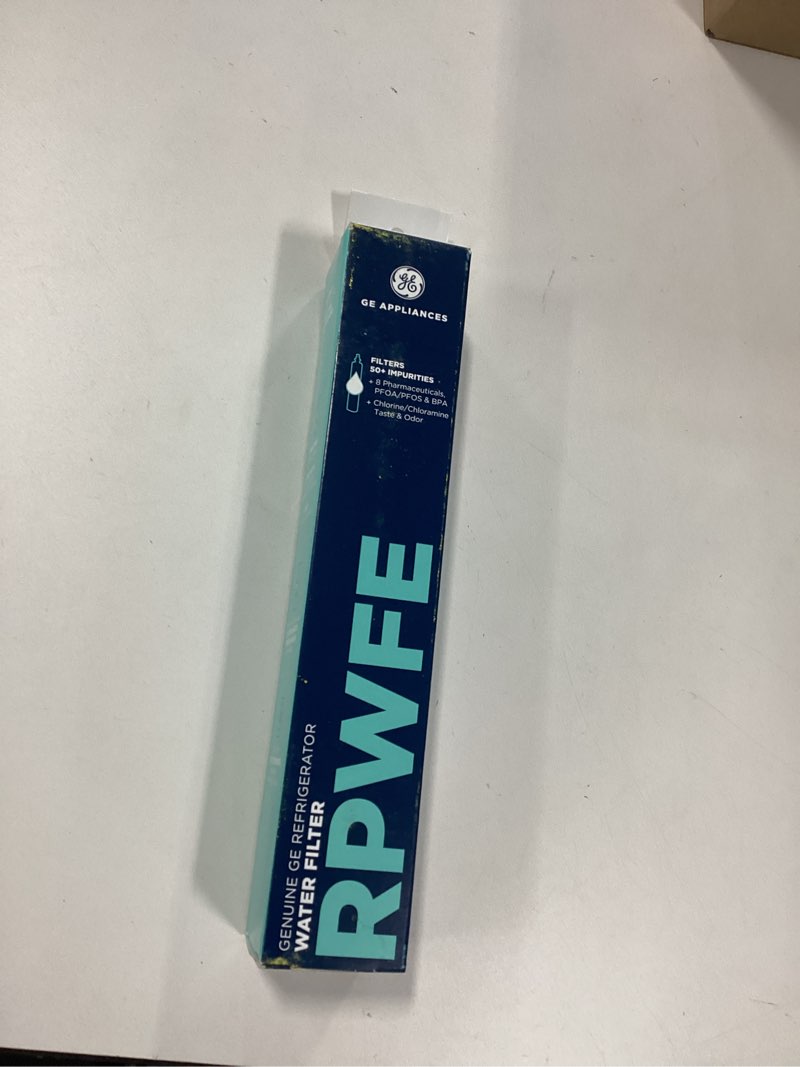 GE
GE APPLIANCES
FILTERS
50+ IMPURITIES
+ 8 Pharmaceuticals,
PFOA/PFOS & BPA
+ Chlorine/Chloramine
Taste & Odor
GENUINE GE REFRIGERATOR
WATER FILTER
RPWFE